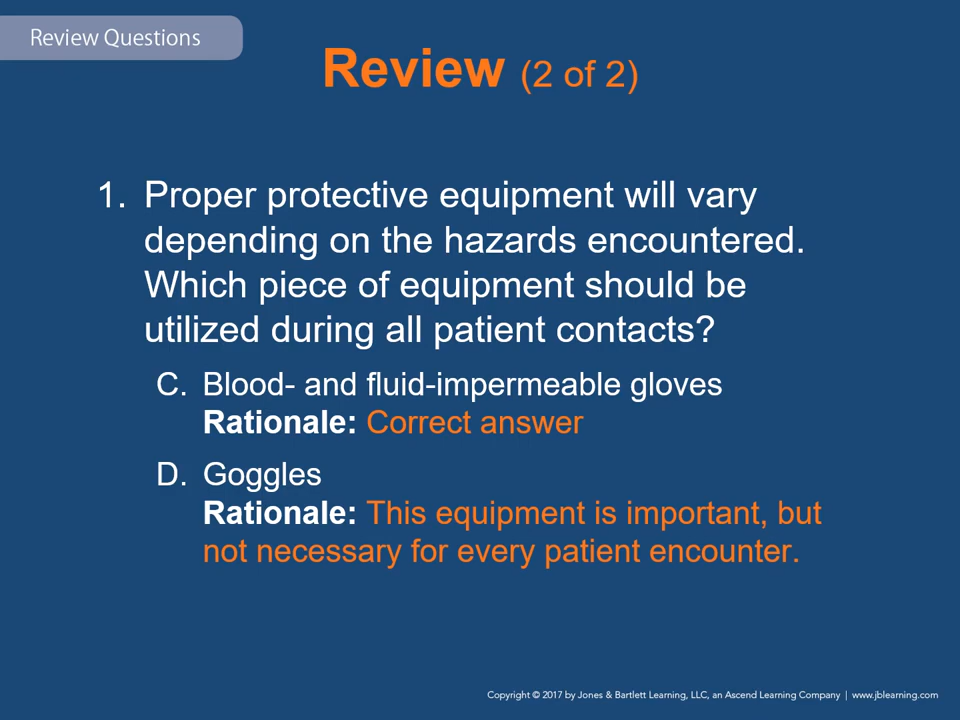 Review Questions
Review (2 of 2)
1. Proper protective equipment will vary
depending on the hazards encountered.
Which piece of equipment should be
utilized during all patient contacts?
C. Blood- and fluid-impermeable gloves
Rationale: Correct answer
D. Goggles
Rationale: This equipment is important, but
not necessary for every patient encounter.
Copyright © 2017 by Jones & Bartlett Learning, LLC, an Ascend Learning Company | www.jblearning.com